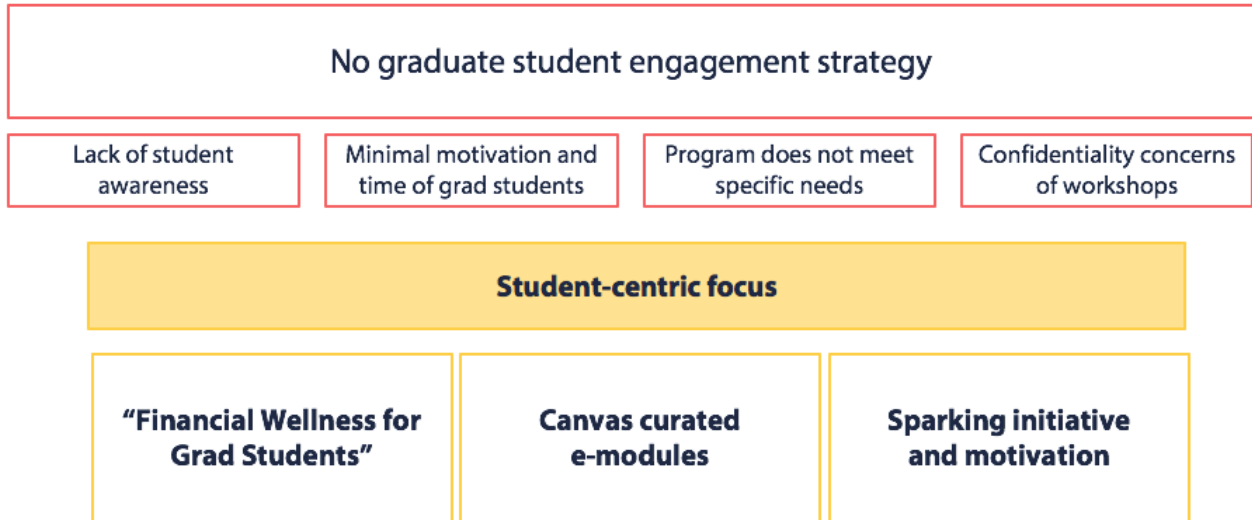 No graduate student engagement strategy
Lack of student
awareness
Minimal motivation and
time of grad students
Program does not meet
specific needs
Confidentiality concerns
of workshops
Student-centric focus
“Financial Wellness for
Grad Students”
Canvas curated
e-modules
Sparking initiative
and motivation